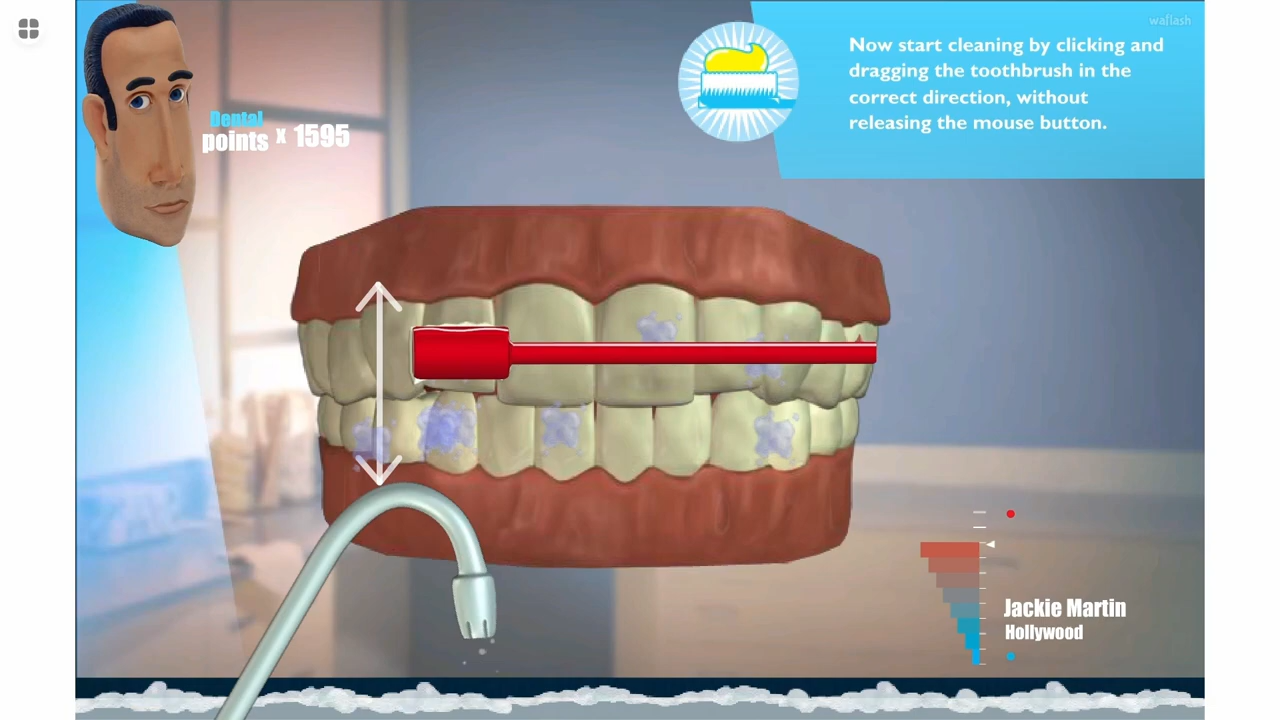 waflash
Now start cleaning by clicking and
dragging the toothbrush in the
correct direction, without
releasing the mouse button.
Dental
points x 1595
Jackie Martin
Hollywood